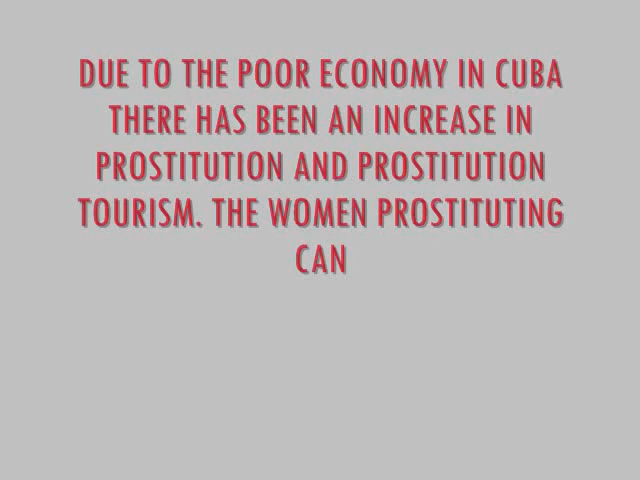 DUE TO THE POOR ECONOMY IN CUBA
THERE HAS BEEN AN INCREASE IN
PROSTITUTION AND PROSTITUTION
TOURISM. THE WOMEN PROSTITUTING
CAN